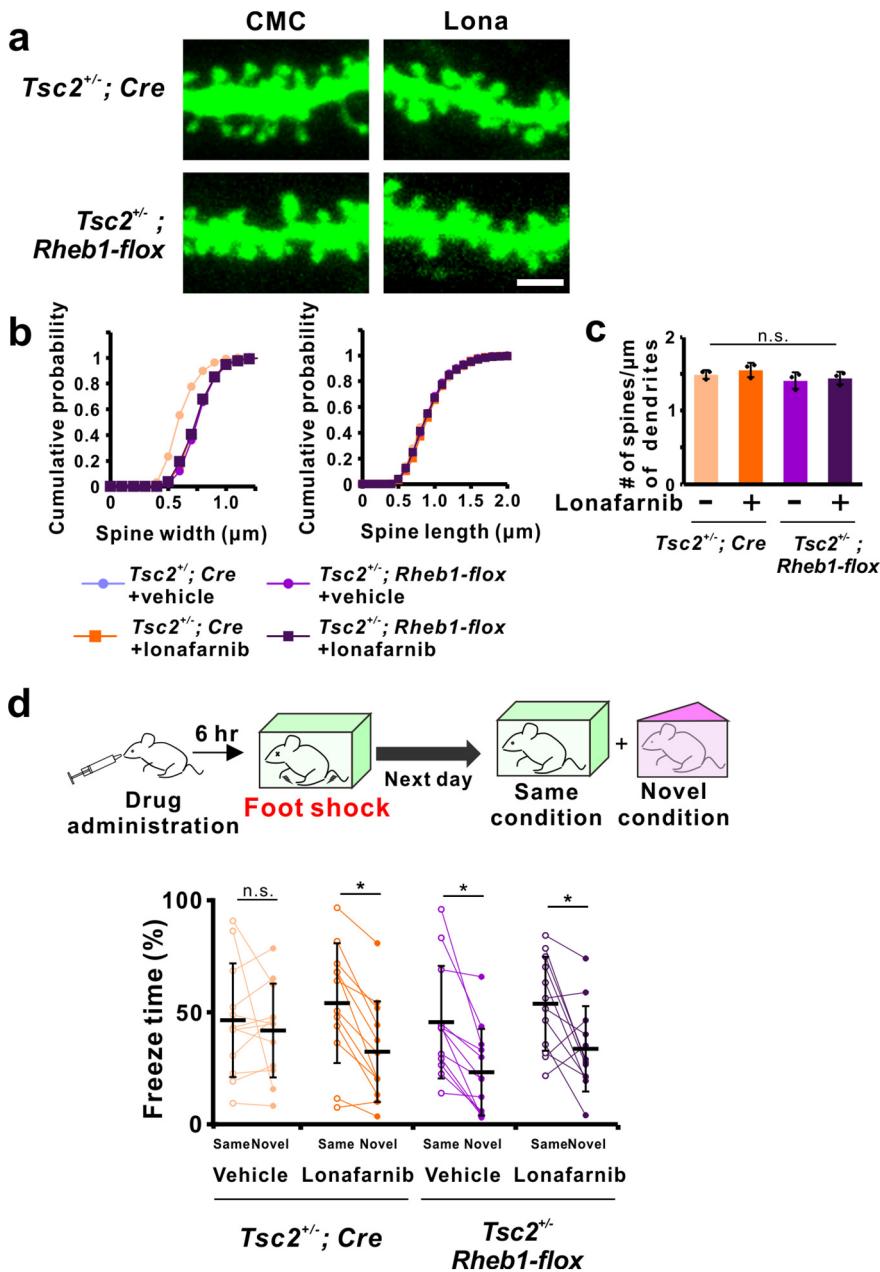 a
CMC
Lona
Tsc2+/-; Cre
Tsc2+/- ;
Rheb1-flox
b
Cumulative probability
1
0.8
0.6
0.4
0.2
0
0
0.5
1.0
Spine width (µm)
Cumulative probability
1
0.8
0.6
0.4
0.2
0
0
0.5
1.0
1.5
2.0
Spine length (µm)
Tsc2+/; Cre
+vehicle
Tsc2+/-; Rheb1-flox
+vehicle
Tsc2+/-; Cre
+lonafarnib
Tsc2+/-; Rheb1-flox
+lonafarnib
c
# of spines/µm
of dendrites
2
1
0
n.s.
Lonafarnib
− + − +
Tsc2+/-; Cre
Tsc2+/- ;
Rheb1-flox
d
6 hr
Drug
administration
Foot shock
Next day
Same
condition
+
Novel
condition
Freeze time (%)
100
50
0
n.s.
*
*
*
Same Novel
Same Novel
Same Novel
Same Novel
Vehicle
Lonafarnib
Vehicle
Lonafarnib
Tsc2+/-; Cre
Tsc2+/-
Rheb1-flox